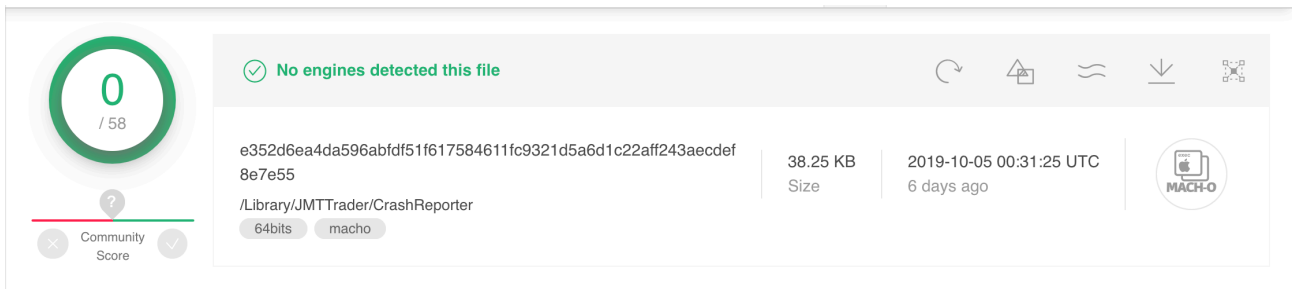 0
/ 58
?
Community
Score
No engines detected this file
e352d6ea4da596abfdf51f617584611fc9321d5a6d1c22aff243aecdef
8e7e55
/Library/JMTTrader/CrashReporter
64bits macho
38.25 KB
Size
2019-10-05 00:31:25 UTC
6 days ago
MACH-O